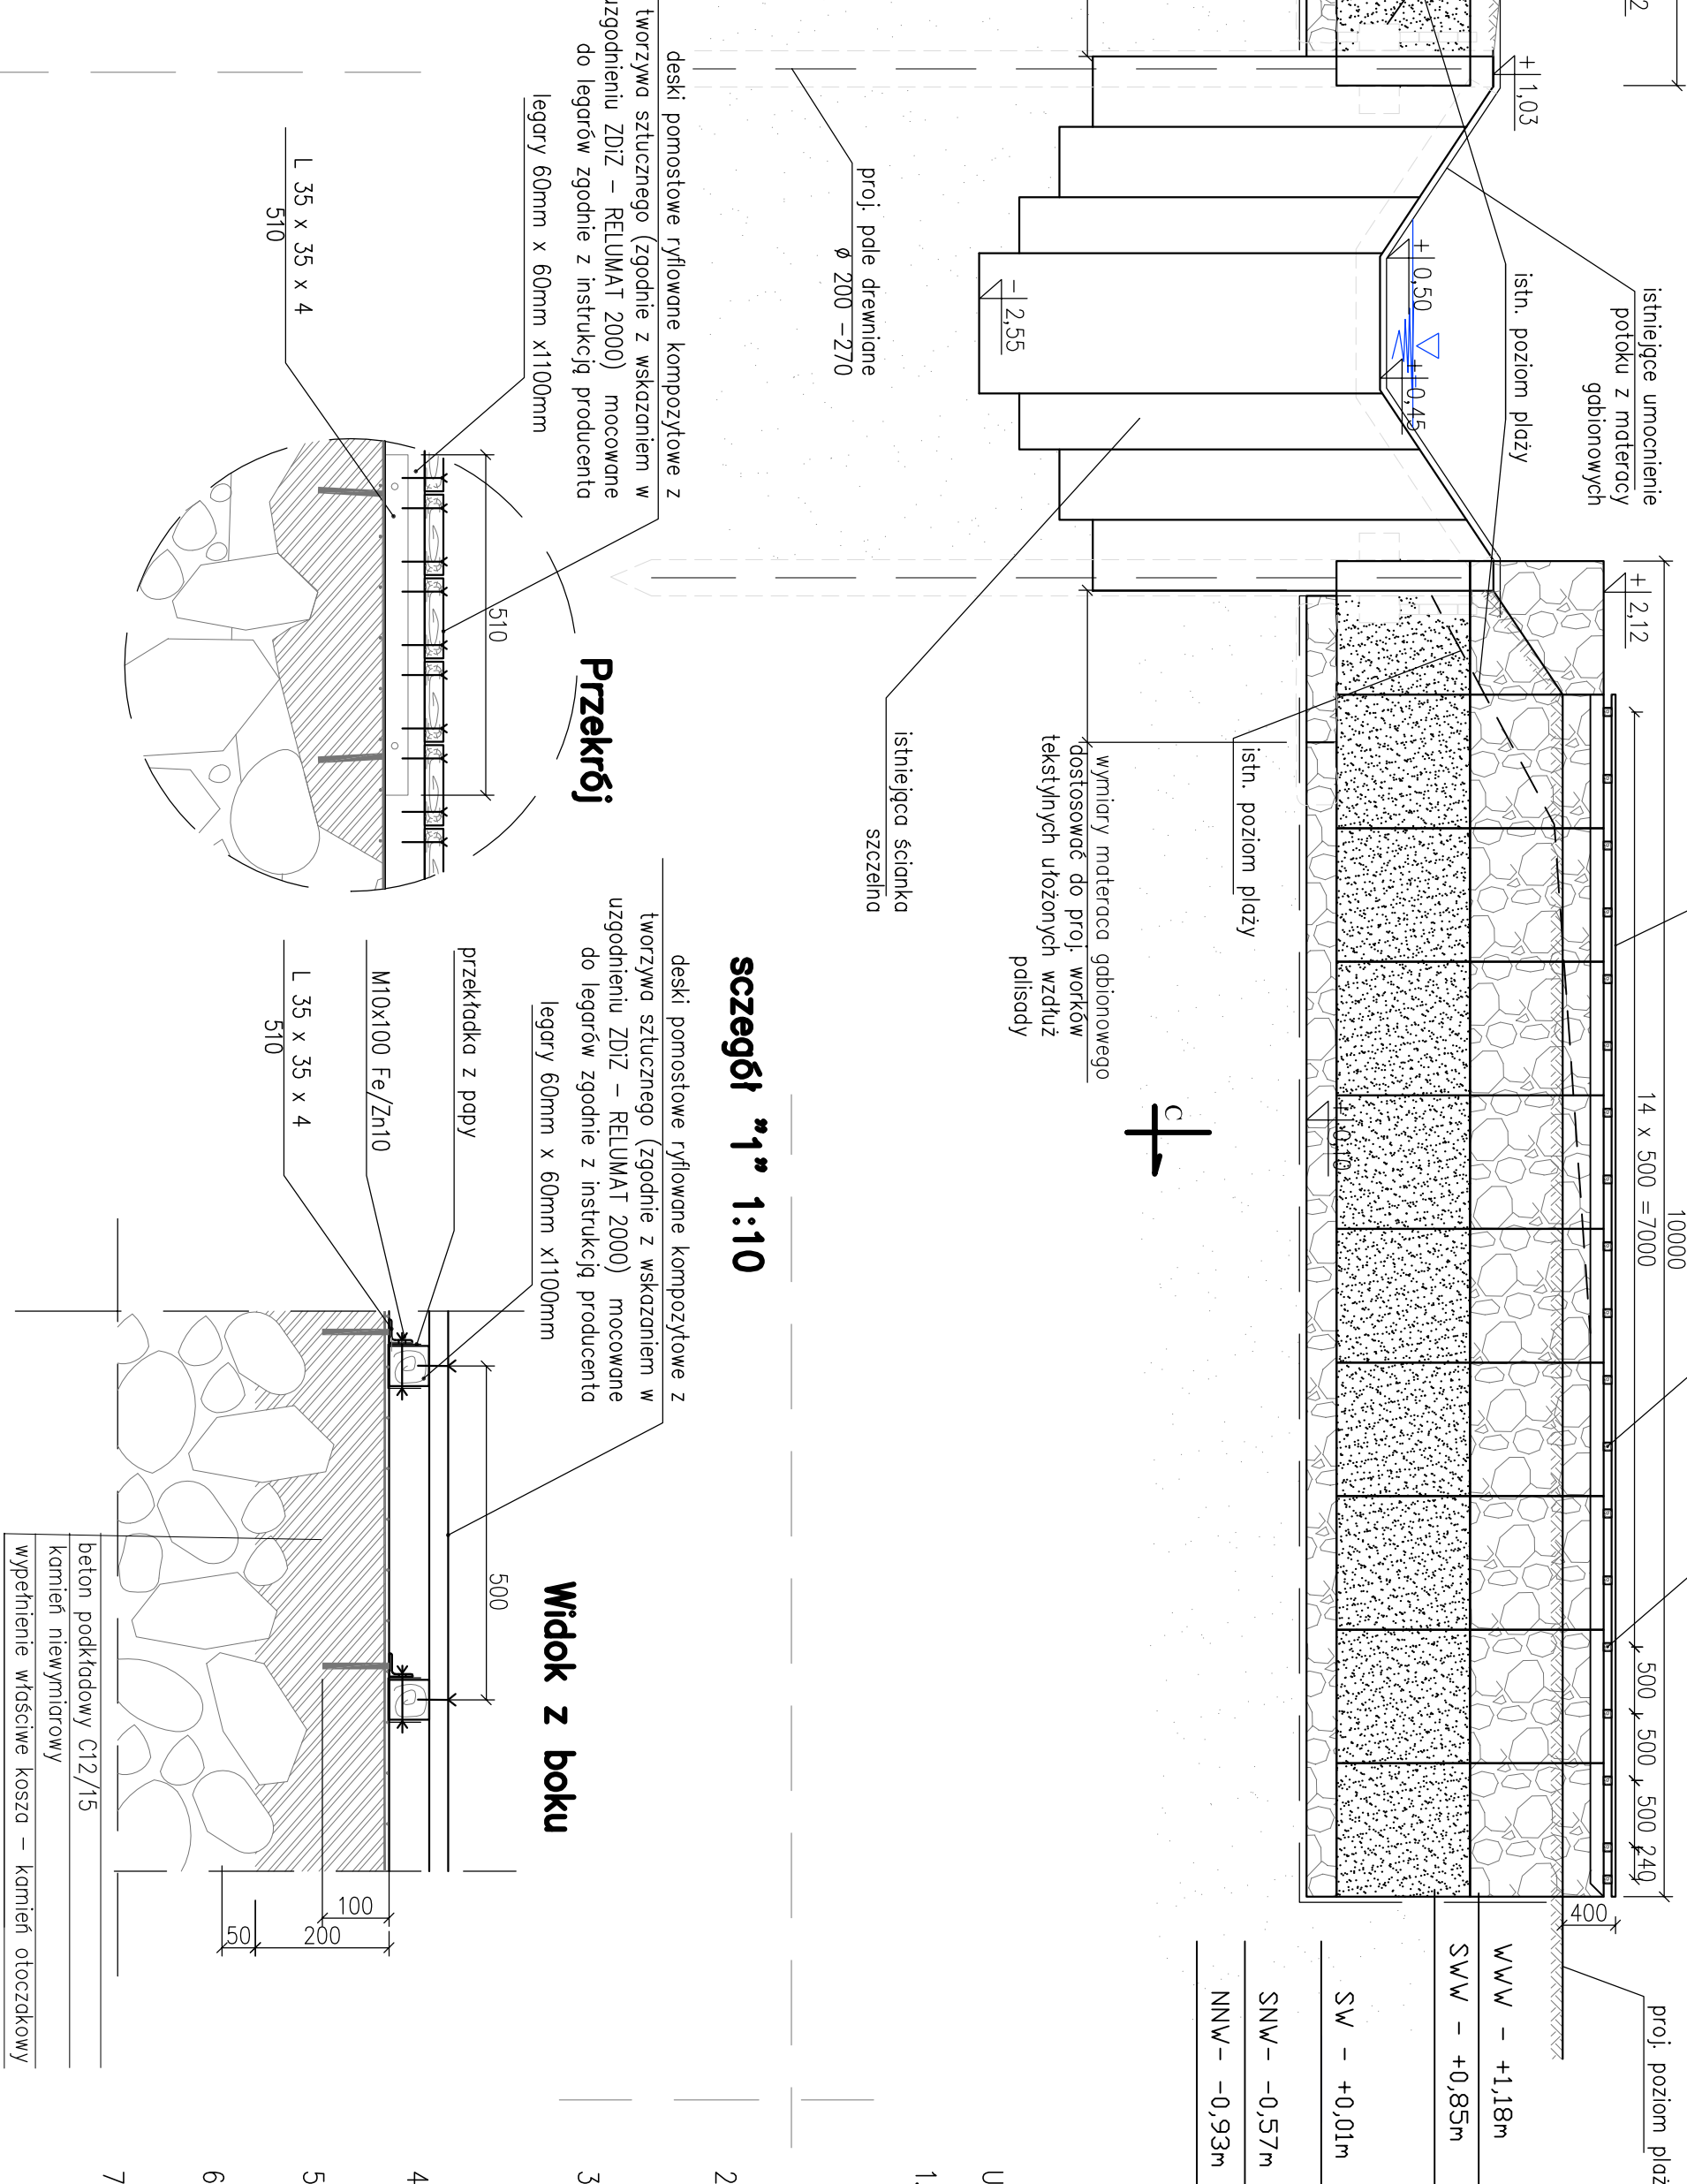 2
+ 1,03
istniejące umocnienie
potoku z materacy
gabionowych
istn. poziom plaży
+ 0,50
+ 0,45
- 2,55
+ 2,12
10000
14 x 500 =7000
500
500
500
240
400
proj. poziom plaż
WWW - +1,18m
SWW - +0,85m
SW - +0,01m
SNW- -0,57m
NNW- -0,93m
0,10
proj. pale drewniane
ø 200 -270
istniejąca ścianka
szczelna
istn. poziom plaży
wymiary materaca gabionowego
dostosować do proj. worków
tekstylnych ułożonych wzdłuż
palisady
C
deski pomostowe ryflowane kompozytowe z
tworzywa sztucznego (zgodnie z wskazaniem w
uzgodnieniu ZDiZ - RELUMAT 2000) mocowane
do legarów zgodnie z instrukcją producenta
legary 60mm x 60mm x1100mm
L 35 x 35 x 4
510
510
Przekrój
sczegół "1" 1:10
deski pomostowe ryflowane kompozytowe z
tworzywa sztucznego (zgodnie z wskazaniem w
uzgodnieniu ZDiZ - RELUMAT 2000) mocowane
do legarów zgodnie z instrukcją producenta
legary 60mm x 60mm x1100mm
przekładka z papy
M10x100 Fe/Zn10
L 35 x 35 x 4
510
500
Widok z boku
100
50
200
beton podkładowy C12/15
kamień niewymiarowy
wypełnienie właściwe kosza - kamień otoczakowy
U
1.
2
3
4
5
6
7